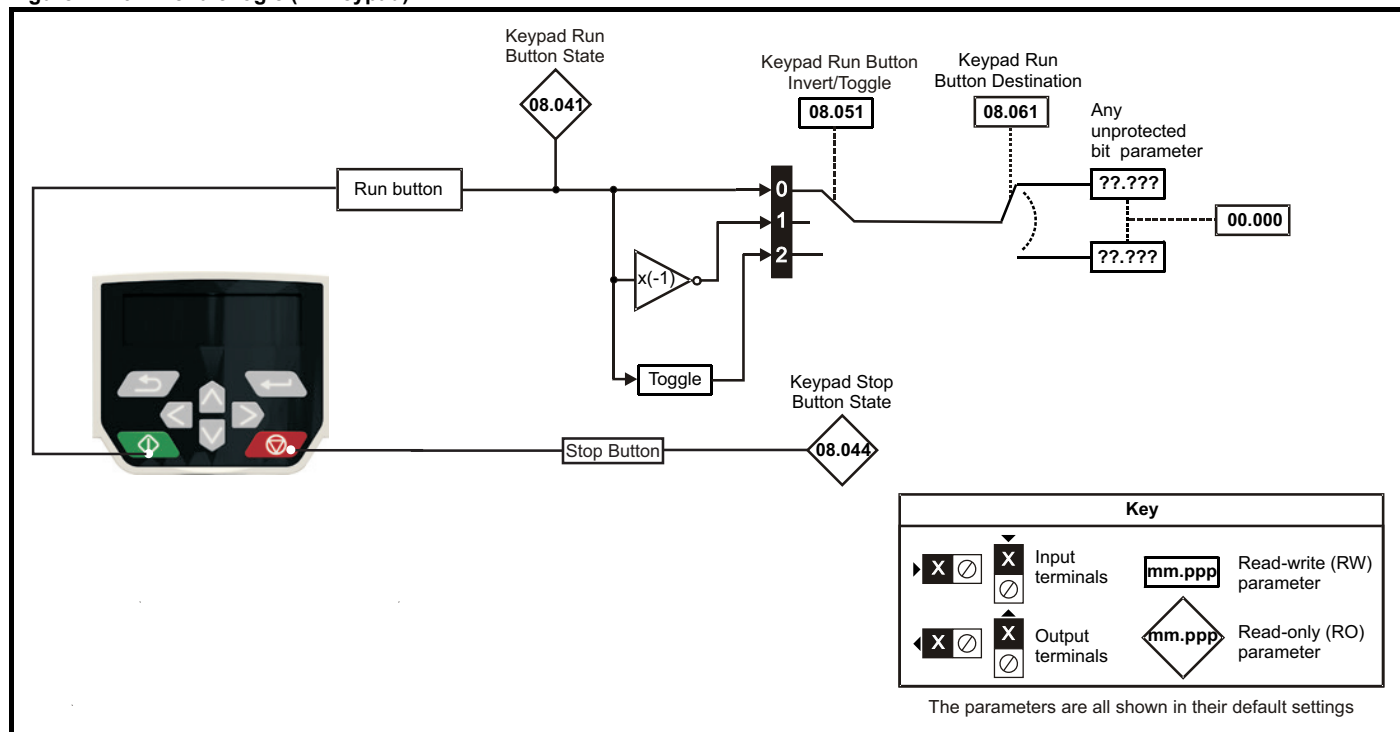 Keypad Run
Button State
08.041
Keypad Run Button
Invert/Toggle
08.051
Keypad Run
Button Destination
08.061
Any
unprotected
bit parameter
??.???
??.???
00.000
Run button
0
1
2
x(-1)
Toggle
Keypad Stop
Button State
Stop Button
08.044
Key
X
X
Input
terminals
mm.ppp
Read-write (RW)
parameter
X
X
Output
terminals
mm.ppp
Read-only (RO)
parameter
The parameters are all shown in their default settings